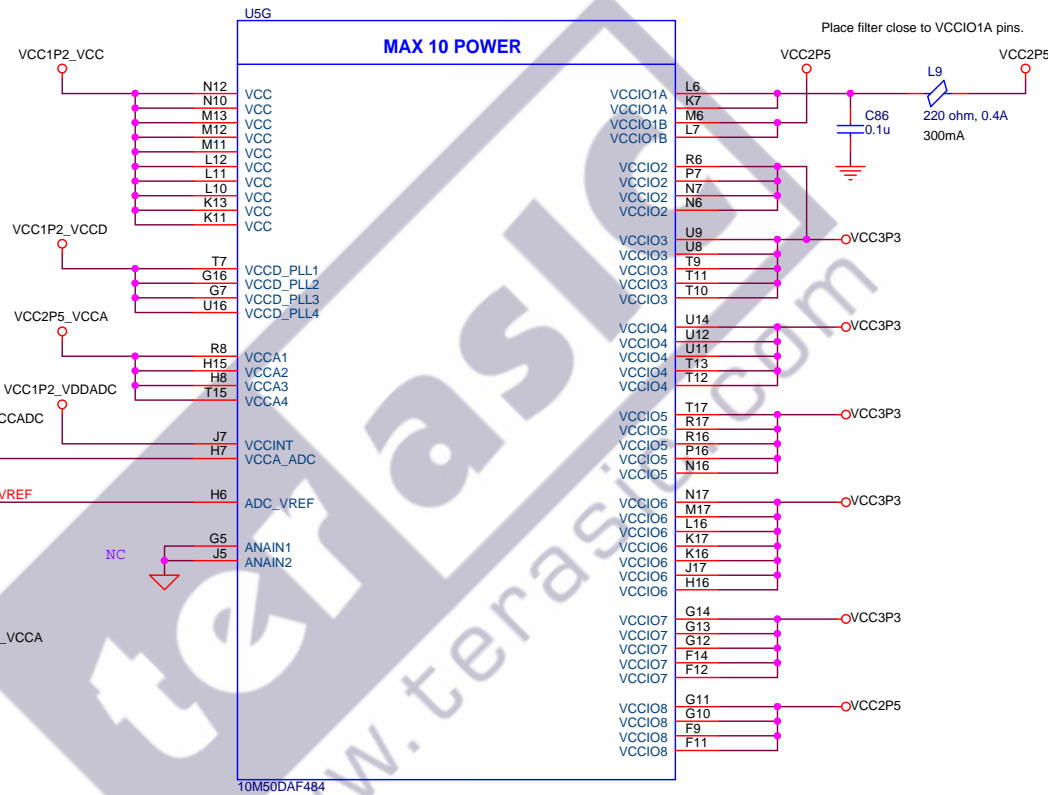 U5G
MAX 10 POWER
Place filter close to VCCIO1A pins.
VCC1P2_VCC
VCC2P5
VCC2P5
L9
220 ohm, 0.4A
300mA
C86
0.1u
N12 VCC
N10 VCC
M13 VCC
M12 VCC
M11 VCC
L12 VCC
L11 VCC
L10 VCC
K13 VCC
K11 VCC
VCC1P2_VCCD
T7 VCCD_PLL1
G16 VCCD_PLL2
G7 VCCD_PLL3
U16 VCCD_PLL4
VCC2P5_VCCA
R8 VCCA1
H15 VCCA2
H8 VCCA3
T15 VCCA4
VCC1P2_VDDADC
CCADC
J7 VCCINT
H7 VCCA_ADC
VREF
H6 ADC_VREF
NC
G5 ANAIN1
J5 ANAIN2
_VCCA
VCCIO1A L6
VCCIO1A K7
VCCIO1B M6
VCCIO1B L7
VCCIO2 R6
VCCIO2 P7
VCCIO2 N7
VCCIO2 N6
VCCIO3 U9 VCC3P3
VCCIO3 U8
VCCIO3 T9
VCCIO3 T11
VCCIO3 T10
VCCIO4 U14 VCC3P3
VCCIO4 U12
VCCIO4 U11
VCCIO4 T13
VCCIO4 T12
VCCIO5 T17 VCC3P3
VCCIO5 R17
VCCIO5 R16
VCCIO5 P16
VCCIO5 N16
VCCIO6 N17 VCC3P3
VCCIO6 M17
VCCIO6 L16
VCCIO6 K17
VCCIO6 K16
VCCIO6 J17
VCCIO6 H16
VCCIO7 G14 VCC3P3
VCCIO7 G13
VCCIO7 G12
VCCIO7 F14
VCCIO7 F12
VCCIO8 G11 VCC2P5
VCCIO8 G10
VCCIO8 F9
VCCIO8 F11
10M50DAF484
terasic
w.terasic.com